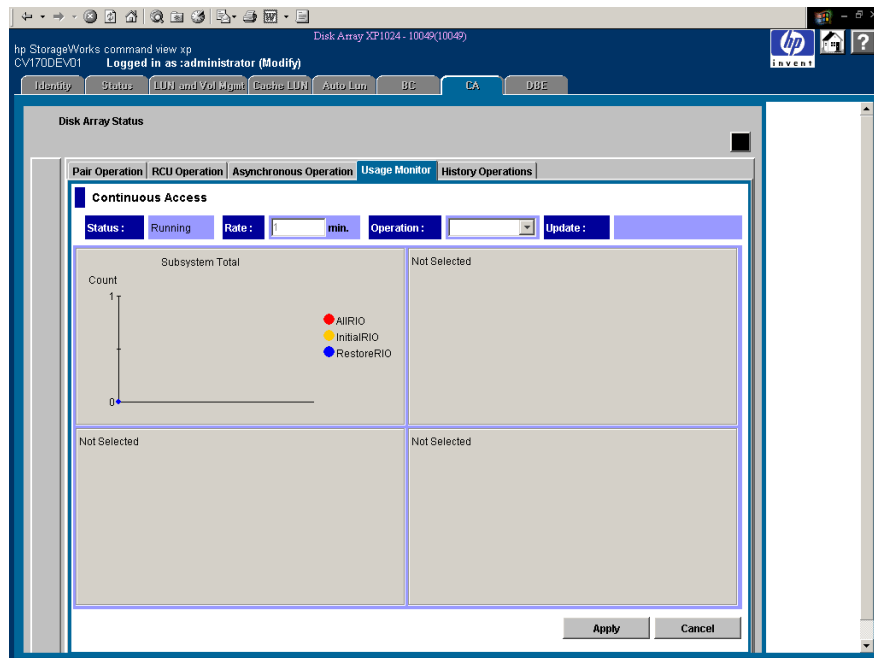 Disk Array XP1024 - 10049(10049)
hp StorageWorks command view xp
CV170DEV01 Logged in as :administrator (Modify)
hp
invent
?
Identity Status LUN and Vol Mgmt Cache LUN Auto Lun BC CA DBE
Disk Array Status
Pair Operation RCU Operation Asynchronous Operation Usage Monitor History Operations
Continuous Access
Status : Running Rate : 1 min. Operation : Update :
Subsystem Total
Count
1
0
AllRIO
InitialRIO
RestoreRIO
Not Selected
Not Selected
Not Selected
Apply Cancel